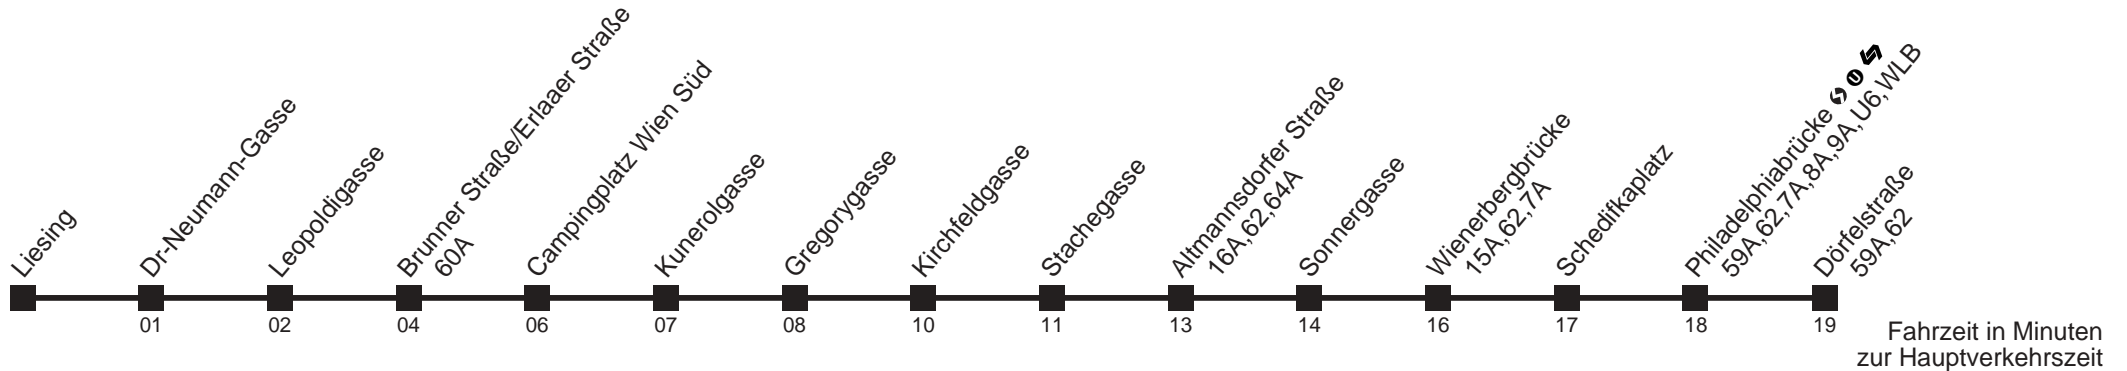 Liesing
Dr-Neumann-Gasse
Leopoldigasse
Brunner Straße/Erlaaer Straße
60A
Campingplatz Wien Süd
Kunerolgasse
Gregorygasse
Kirchfeldgasse
Stachegasse
Altmannsdorfer Straße
16A,62,64A
Sonnergasse
Wienerbergbrücke
15A,62,7A
Schedifkaplatz
Philadelphiabrücke S U
59A,62,7A,8A,9A,U6,WLB
Dörfelstraße
59A,62
01 02 04 06 07 08 10 11 13 14 16 17 18 19
Fahrzeit in Minuten
zur Hauptverkehrszeit